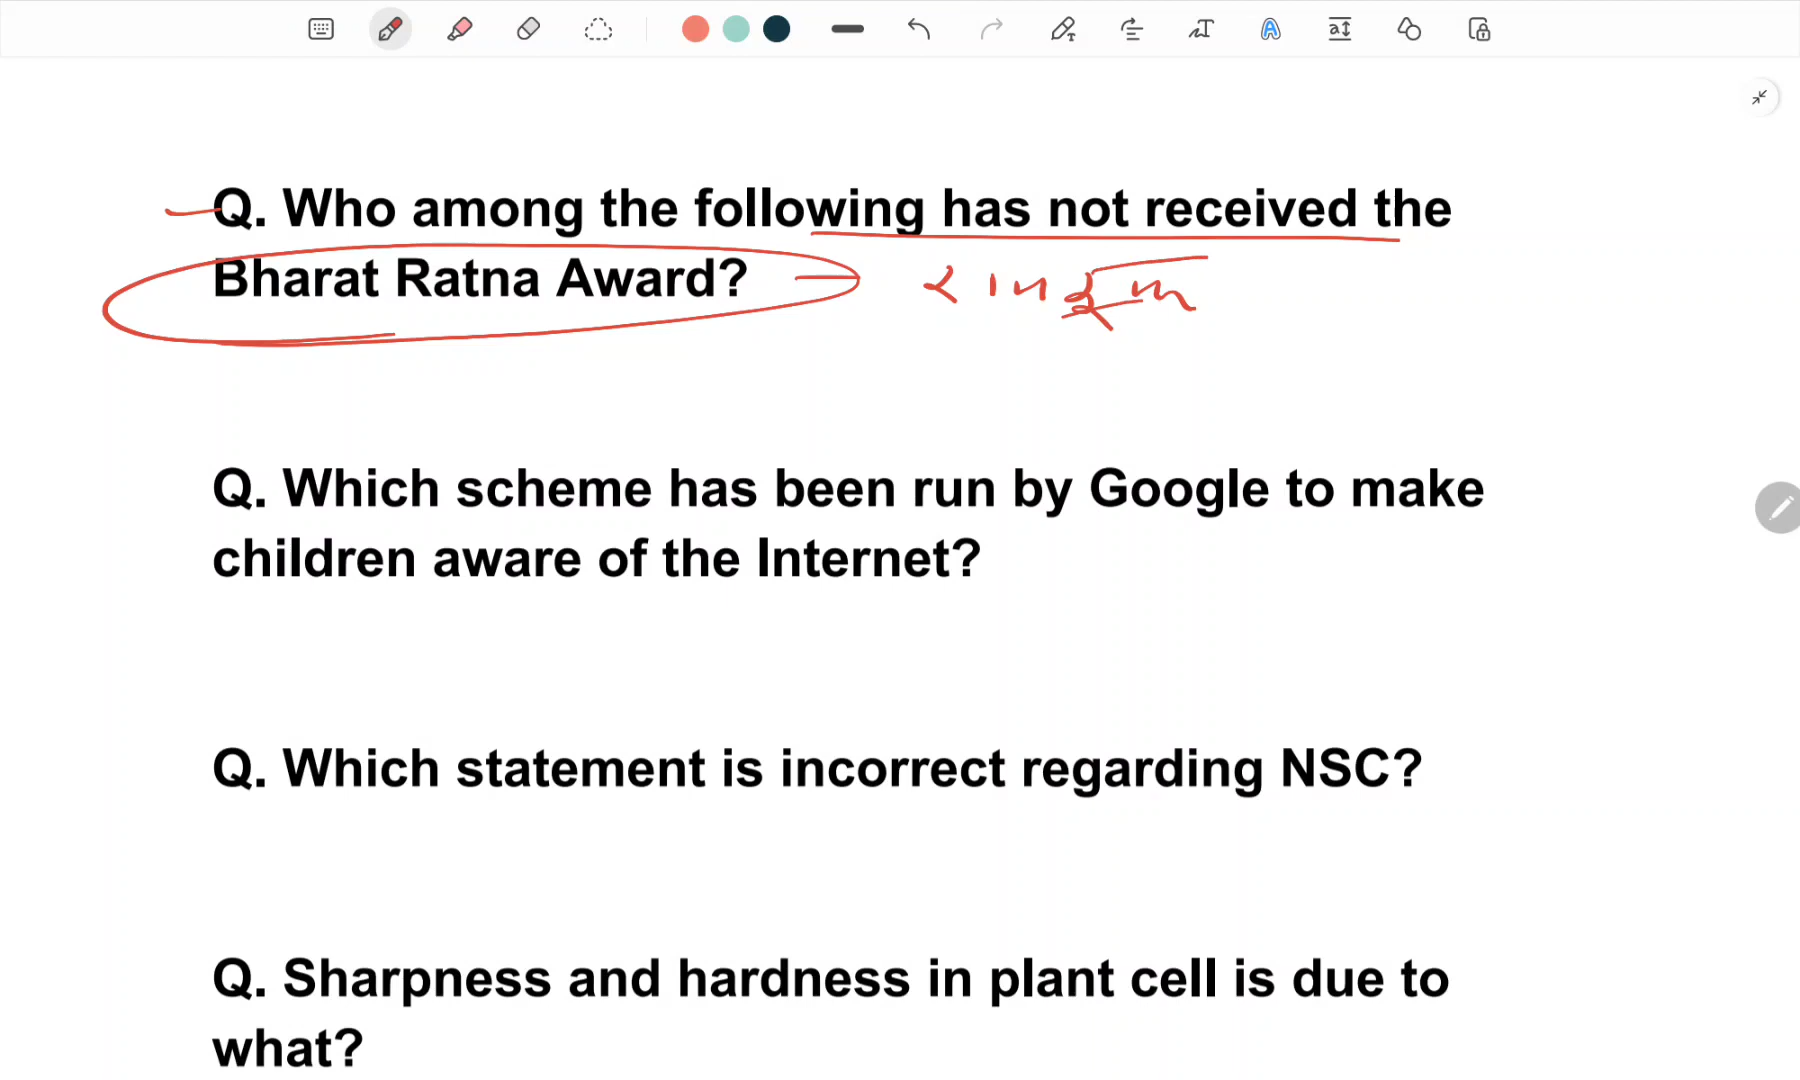 Q. Who among the following has not received the
Bharat Ratna Award?
Q. Which scheme has been run by Google to make
children aware of the Internet?
Q. Which statement is incorrect regarding NSC?
Q. Sharpness and hardness in plant cell is due to
what?